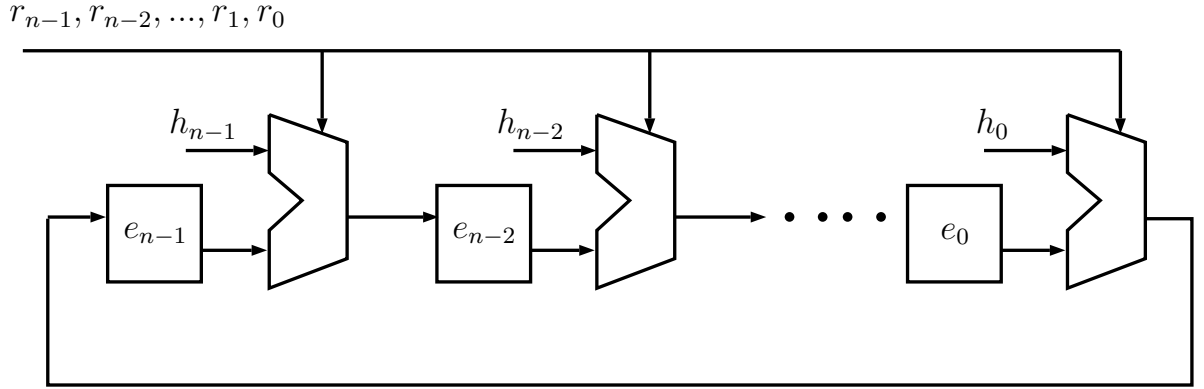 r_{n-1}, r_{n-2}, ..., r_1, r_0
h_{n-1}
h_{n-2}
h_0
e_{n-1}
e_{n-2}
e_0